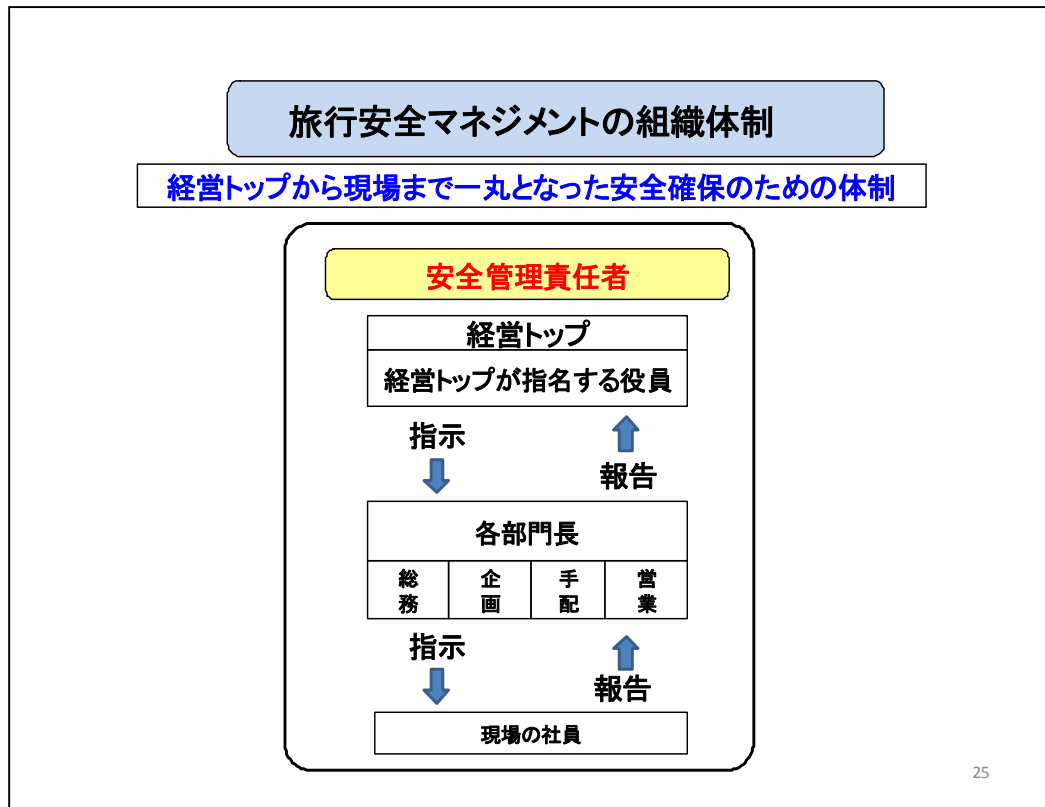 旅行安全マネジメントの組織体制
経営トップから現場まで一丸となった安全確保のための体制
安全管理責任者
経営トップ
経営トップが指名する役員
指示
報告
各部門長
総務
企画
手配
営業
指示
報告
現場の社員
25